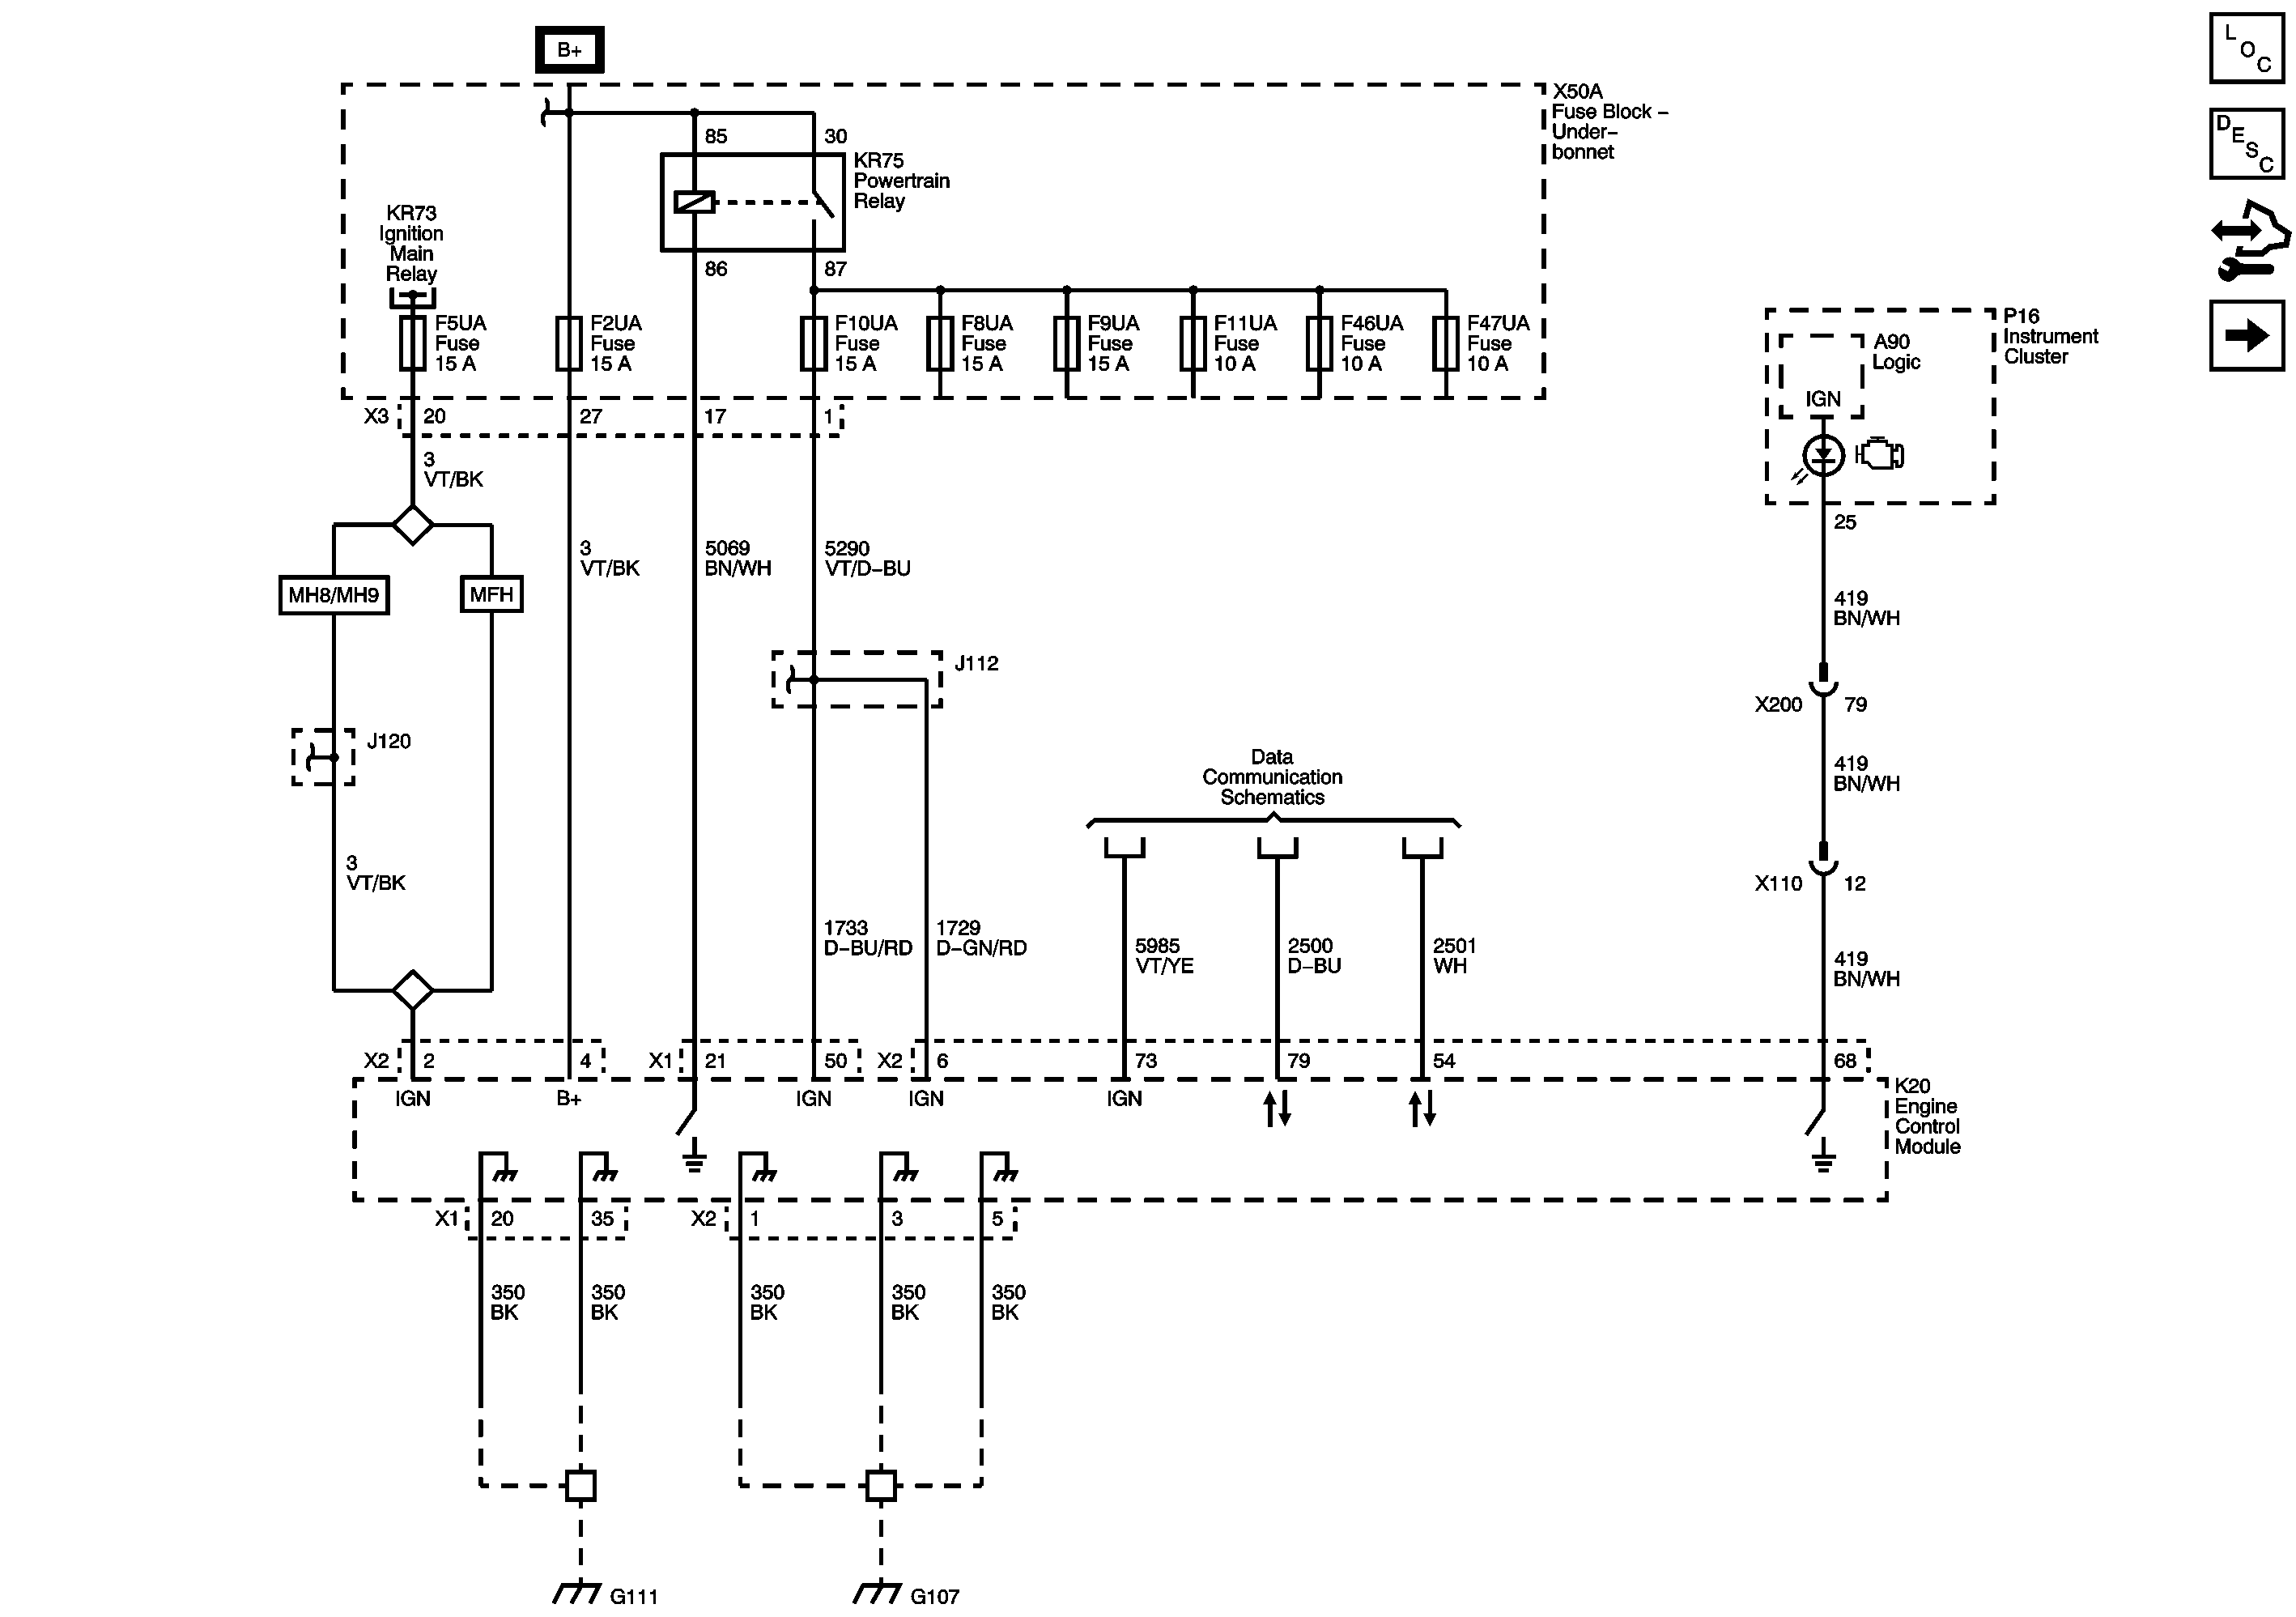 B+
L
O
C
X50A
Fuse Block –
Under–
bonnet
D
E
S
C
85
30
KR75
Powertrain
Relay
KR73
Ignition
Main
Relay
86
87
F5UA
Fuse
15 A
F2UA
Fuse
15 A
F10UA
Fuse
15 A
F8UA
Fuse
15 A
F9UA
Fuse
15 A
F11UA
Fuse
10 A
F46UA
Fuse
10 A
F47UA
Fuse
10 A
P16
Instrument
Cluster
A90
Logic
IGN
X3
20
27
17
1
3
VT/BK
25
3
VT/BK
5069
BN/WH
5290
VT/D–BU
MH8/MH9
MFH
419
BN/WH
J112
X200
79
J120
Data
Communication
Schematics
419
BN/WH
3
VT/BK
X110
12
1733
D–BU/RD
1729
D–GN/RD
5985
VT/YE
2500
D–BU
2501
WH
419
BN/WH
X2
2
4
X1
21
50
X2
6
73
79
54
68
IGN
B+
IGN
IGN
IGN
K20
Engine
Control
Module
X1
20
35
X2
1
3
5
350
BK
350
BK
350
BK
350
BK
350
BK
G111
G107